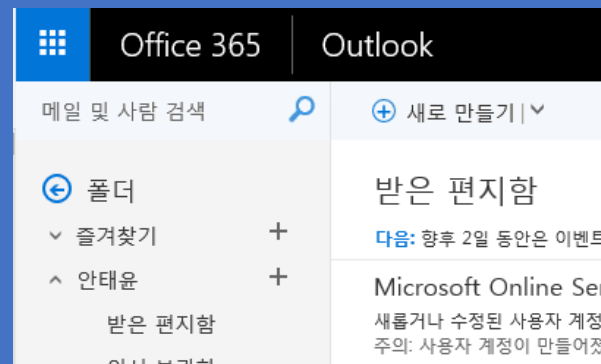 Office 365 Outlook
메일 및 사람 검색
새로 만들기
폴더
즐겨찾기
안태윤
받은 편지함
받은 편지함
다음: 향후 2일 동안은 이벤트
Microsoft Online Ser
새롭거나 수정된 사용자 계정
주의: 사용자 계정이 만들어졌